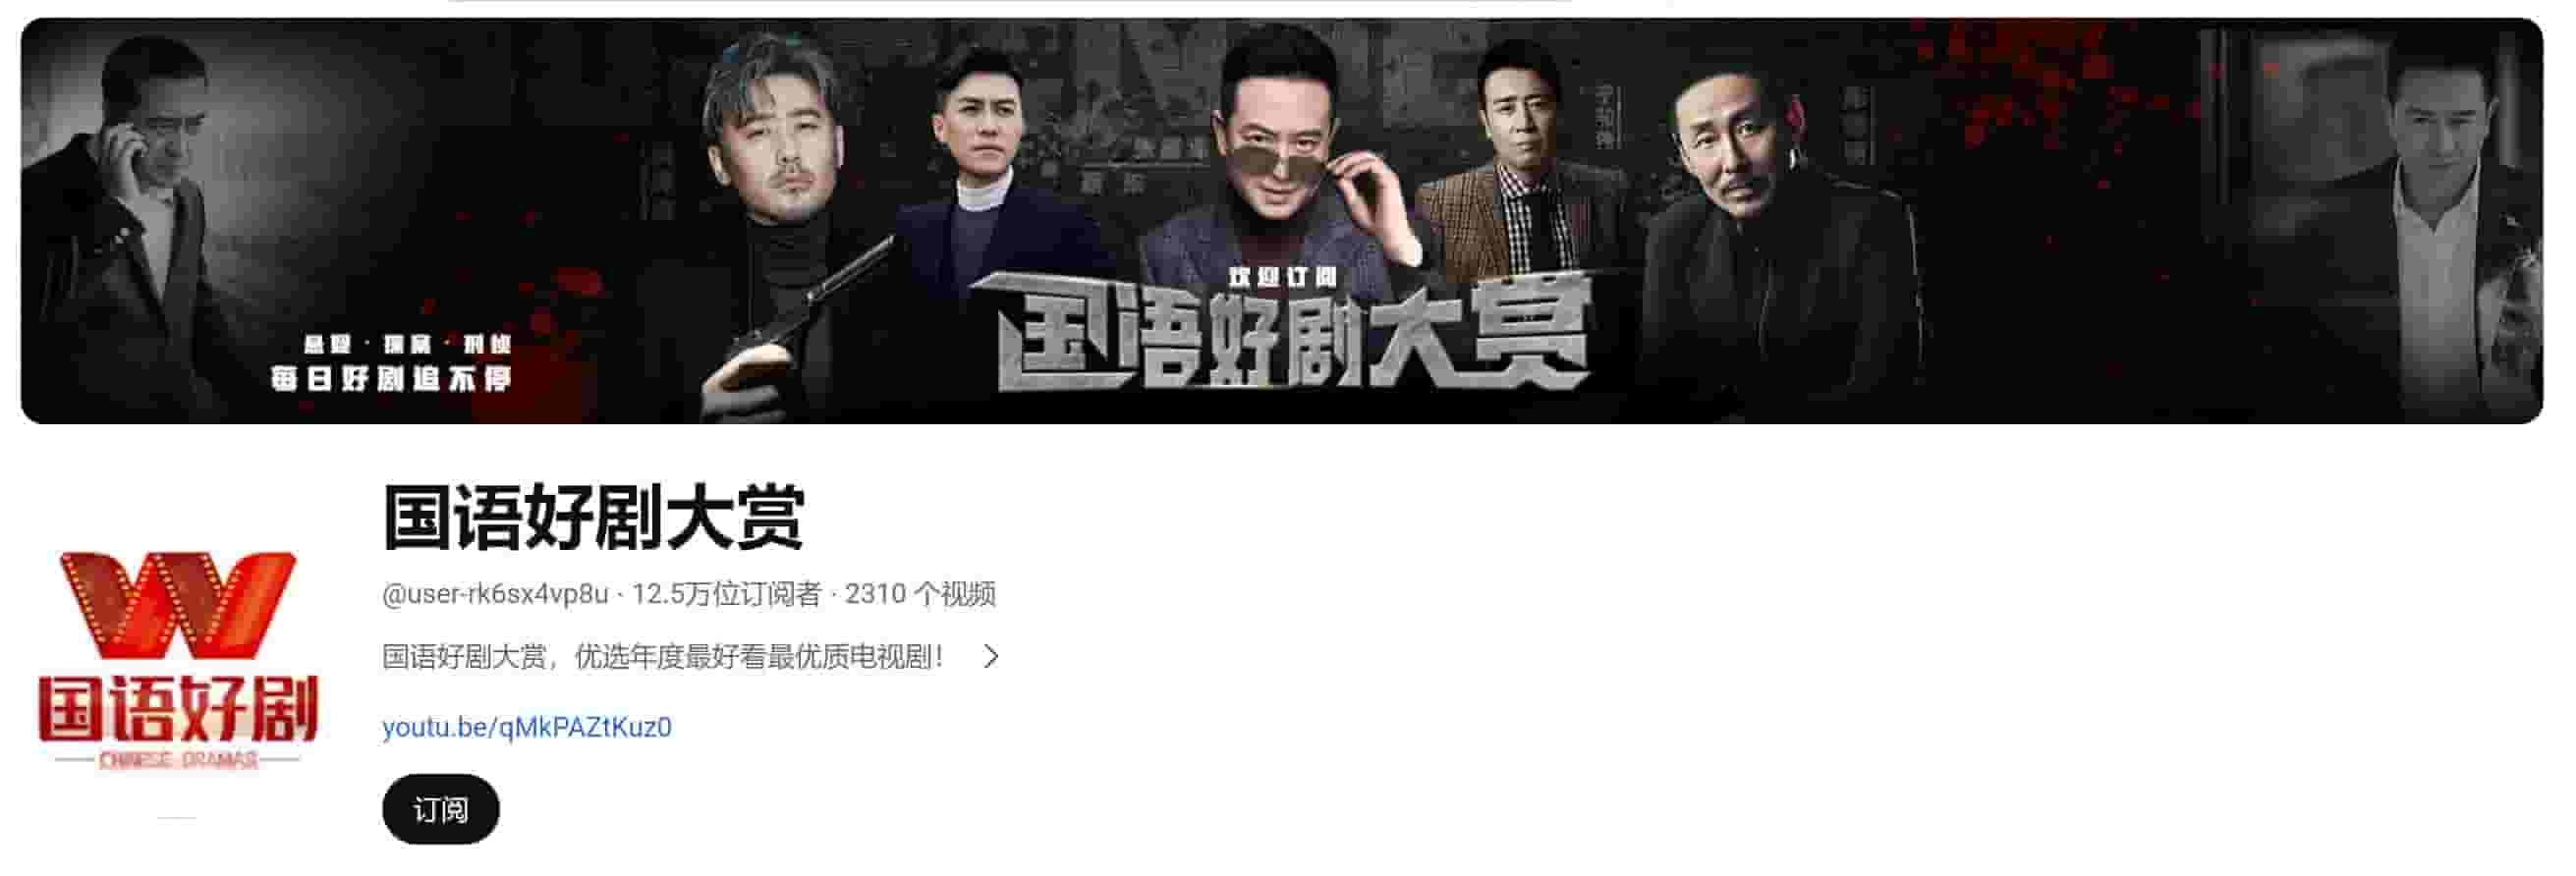 欢迎订阅
国语好剧大赏
悬疑·探案·刑侦
每日好剧追不停
国语好剧大赏
@user-rk6sx4vp8u · 12.5万位订阅者 · 2310 个视频
国语好剧大赏，优选年度最好看最优质电视剧！
youtu.be/qMkPAZtKuz0
订阅
国语好剧
CHINESE DRAMAS